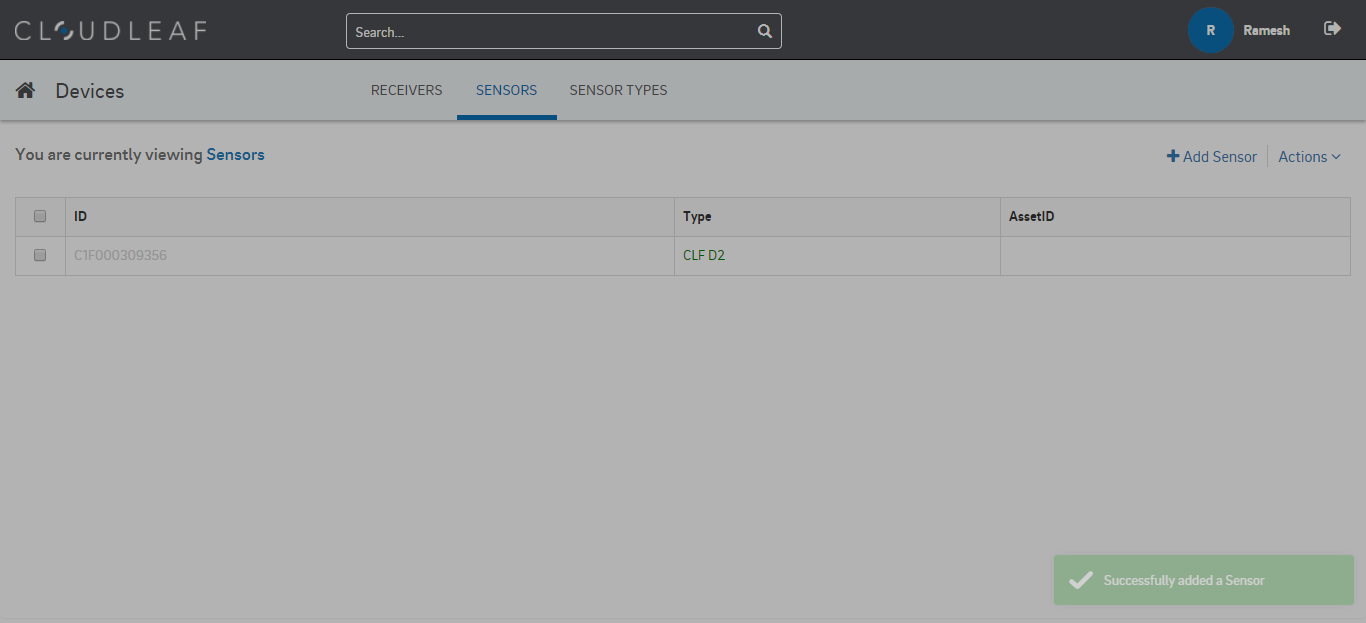 CLOUDLEAF
Search...
R
Ramesh
Devices
RECEIVERS
SENSORS
SENSOR TYPES
You are currently viewing Sensors
Add Sensor
Actions
ID
Type
AssetID
C1F000309356
CLF D2
Successfully added a Sensor